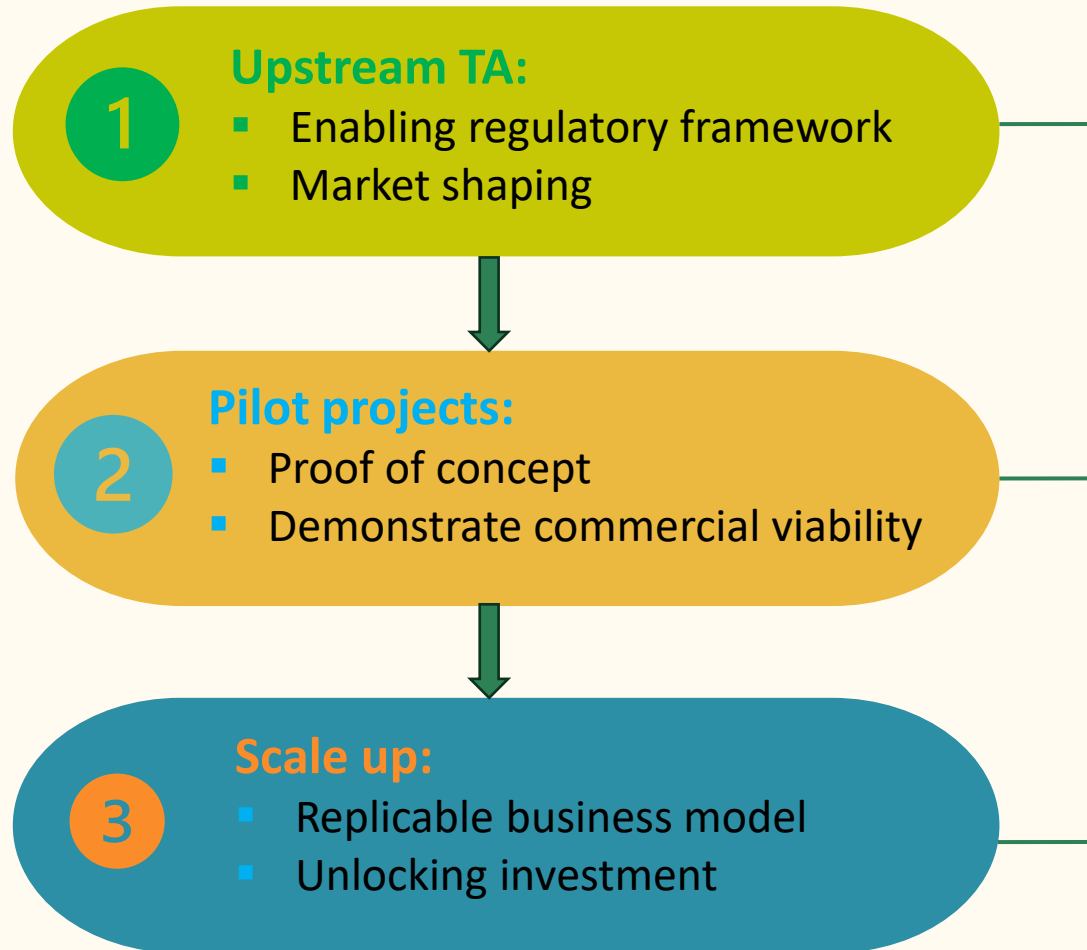 1
Upstream TA:
▪ Enabling regulatory framework
▪ Market shaping
2
Pilot projects:
▪ Proof of concept
▪ Demonstrate commercial viability
3
Scale up:
▪ Replicable business model
▪ Unlocking investment